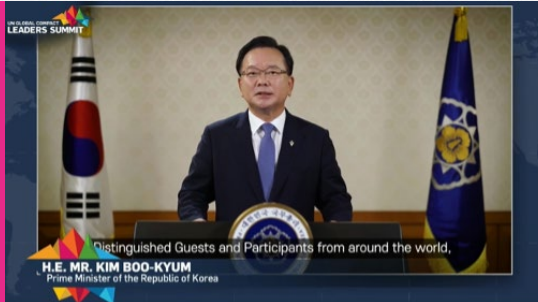 UN GLOBAL COMPACT
LEADERS SUMMIT
Distinguished Guests and Participants from around the world,
H.E. MR. KIM BOO-KYUM
Prime Minister of the Republic of Korea